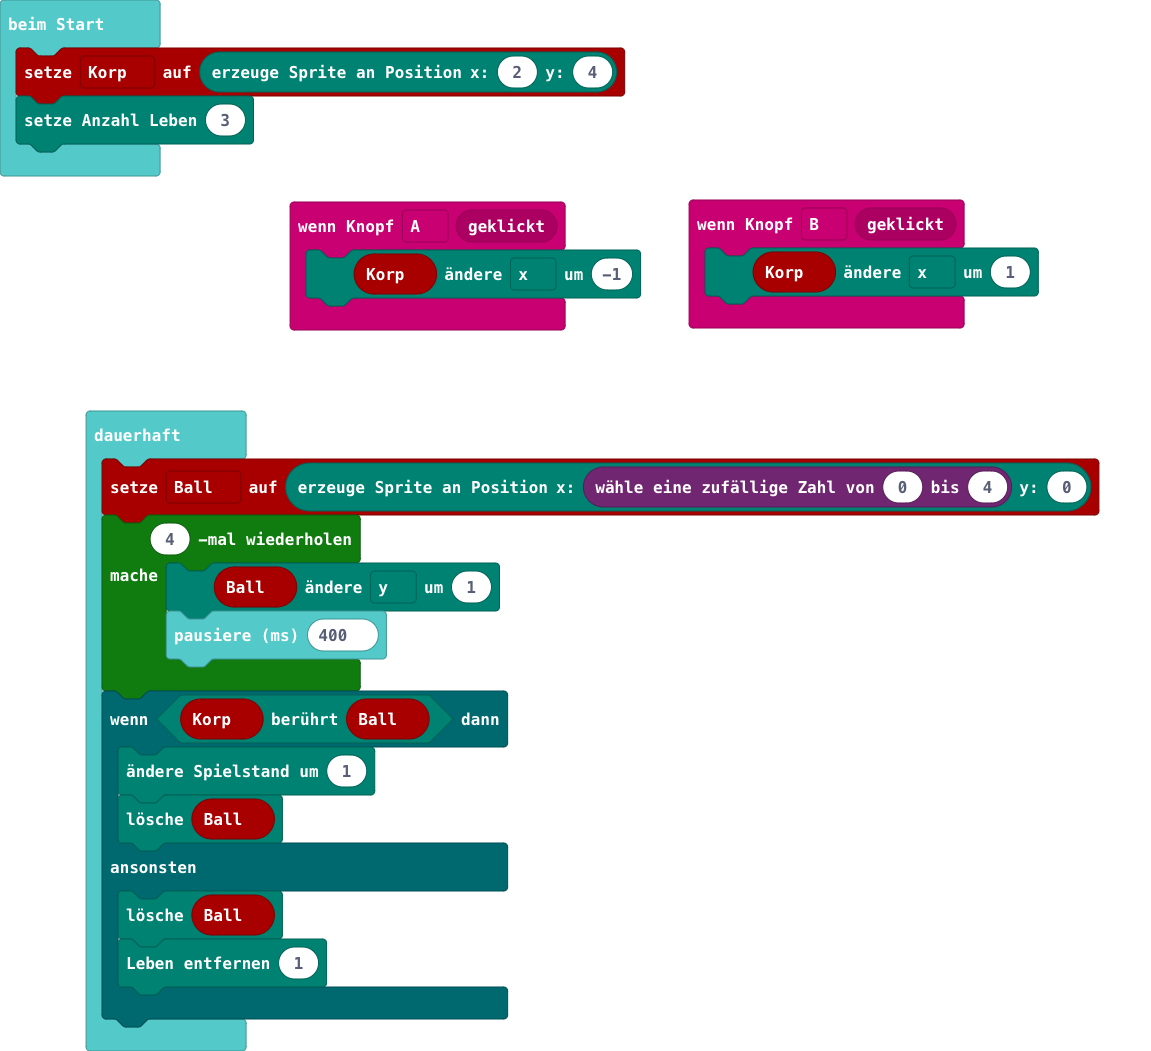 beim Start
setze Korp auf erzeuge Sprite an Position x: 2 y: 4
setze Anzahl Leben 3
wenn Knopf A geklickt
Korp ändere x um −1
wenn Knopf B geklickt
Korp ändere x um 1
dauerhaft
setze Ball auf erzeuge Sprite an Position x: wähle eine zufällige Zahl von 0 bis 4 y: 0
4 −mal wiederholen
mache
Ball ändere y um 1
pausiere (ms) 400
wenn Korp berührt Ball dann
ändere Spielstand um 1
lösche Ball
ansonsten
lösche Ball
Leben entfernen 1